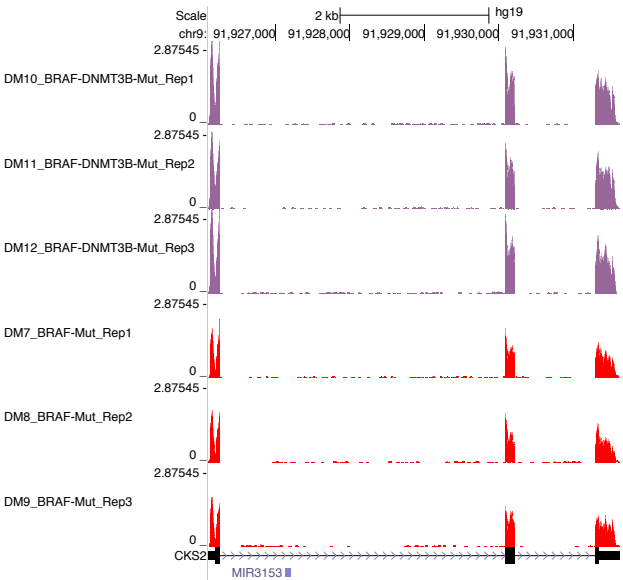 Scale 2 kb hg19
chr9: 91,927,000 91,928,000 91,929,000 91,930,000 91,931,000
2.87545
DM10_BRAF-DNMT3B-Mut_Rep1
0
2.87545
DM11_BRAF-DNMT3B-Mut_Rep2
0
2.87545
DM12_BRAF-DNMT3B-Mut_Rep3
0
2.87545
DM7_BRAF-Mut_Rep1
0
2.87545
DM8_BRAF-Mut_Rep2
0
2.87545
DM9_BRAF-Mut_Rep3
0
CKS2
MIR3153